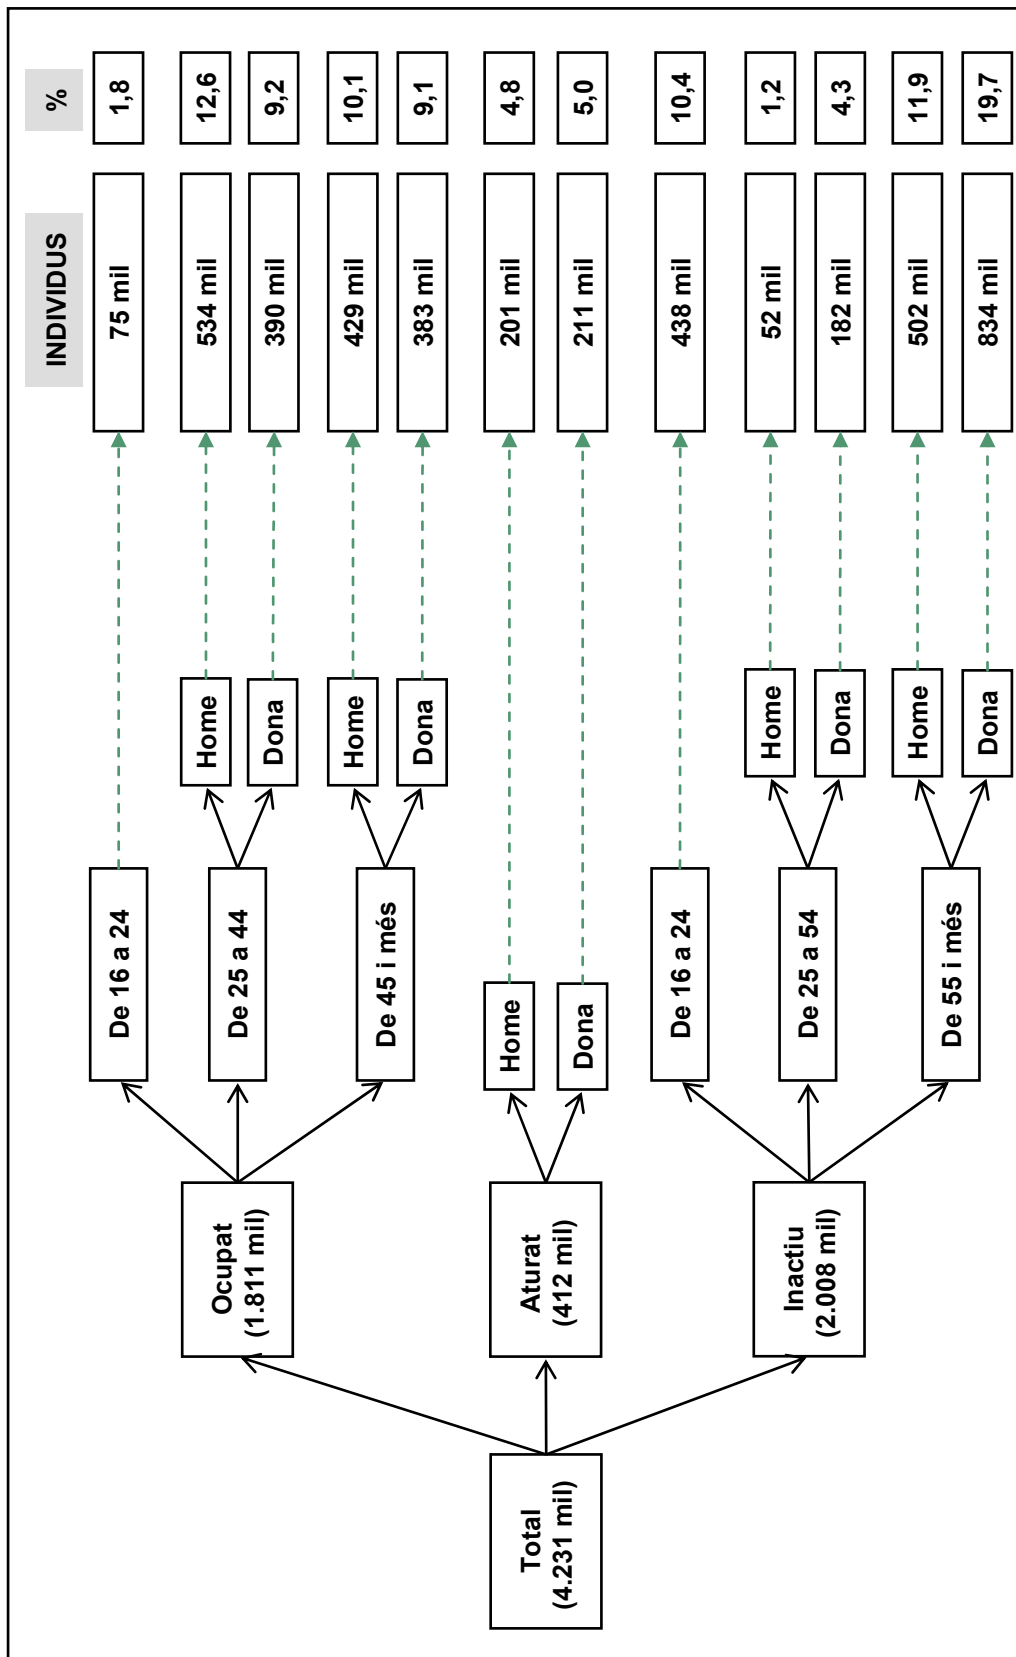 INDIVIDUS
%
Total
(4.231 mil)
Ocupat
(1.811 mil)
De 16 a 24
75 mil
1,8
De 25 a 44
Home
534 mil
12,6
Dona
390 mil
9,2
De 45 i més
Home
429 mil
10,1
Dona
383 mil
9,1
Aturat
(412 mil)
Home
201 mil
4,8
Dona
211 mil
5,0
Inactiu
(2.008 mil)
De 16 a 24
438 mil
10,4
De 25 a 54
Home
52 mil
1,2
Dona
182 mil
4,3
De 55 i més
Home
502 mil
11,9
Dona
834 mil
19,7